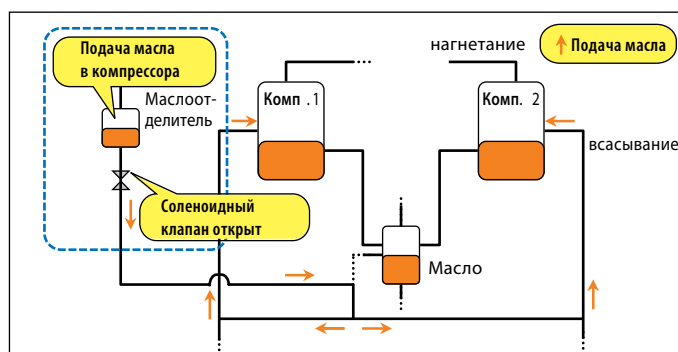 Подача масла
в компрессора
Маслоот-
делитель
Соленоидный
клапан открыт
нагнетание
Подача масла
Комп .1
Комп. 2
всасывание
Масло